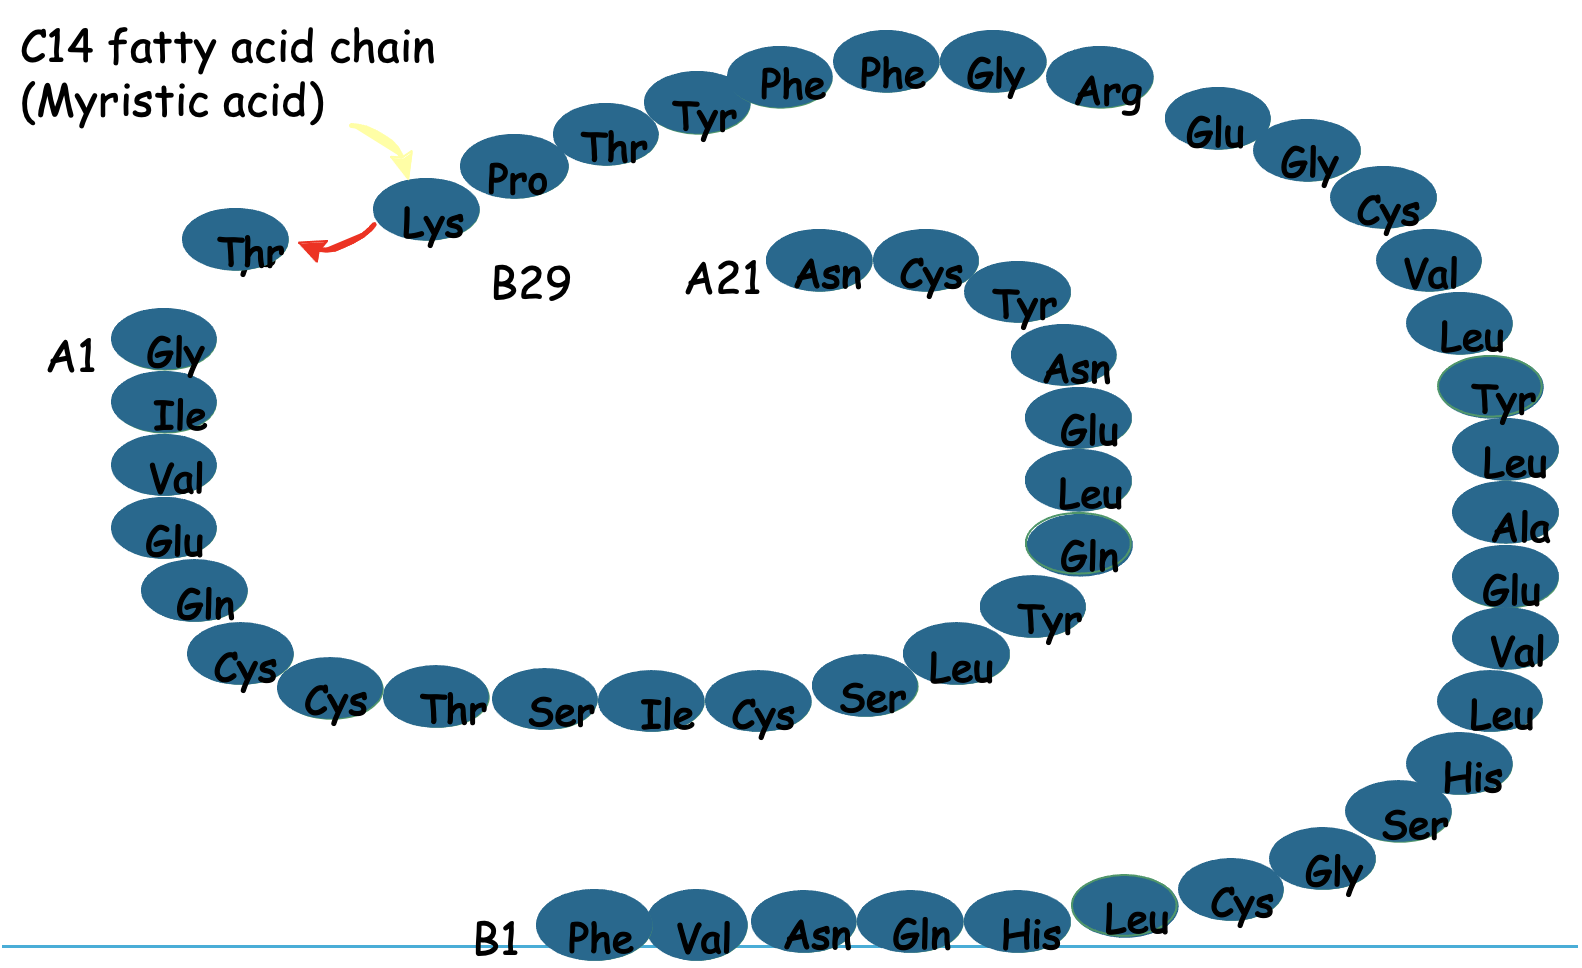 C14 fatty acid chain
(Myristic acid)
Thr
Lys
Pro
Thr
Tyr
Phe
Phe
Gly
Arg
Glu
Gly
Cys
Val
Leu
Tyr
Leu
Ala
Glu
Val
Leu
His
Ser
Gly
Cys
Leu
His
Gln
Asn
Val
Phe
B1
B29
A21
Asn
Cys
Tyr
Asn
Glu
Leu
Gln
Tyr
Leu
Ser
Cys
Ile
Ser
Thr
Cys
Cys
Gln
Glu
Val
Ile
Gly
A1